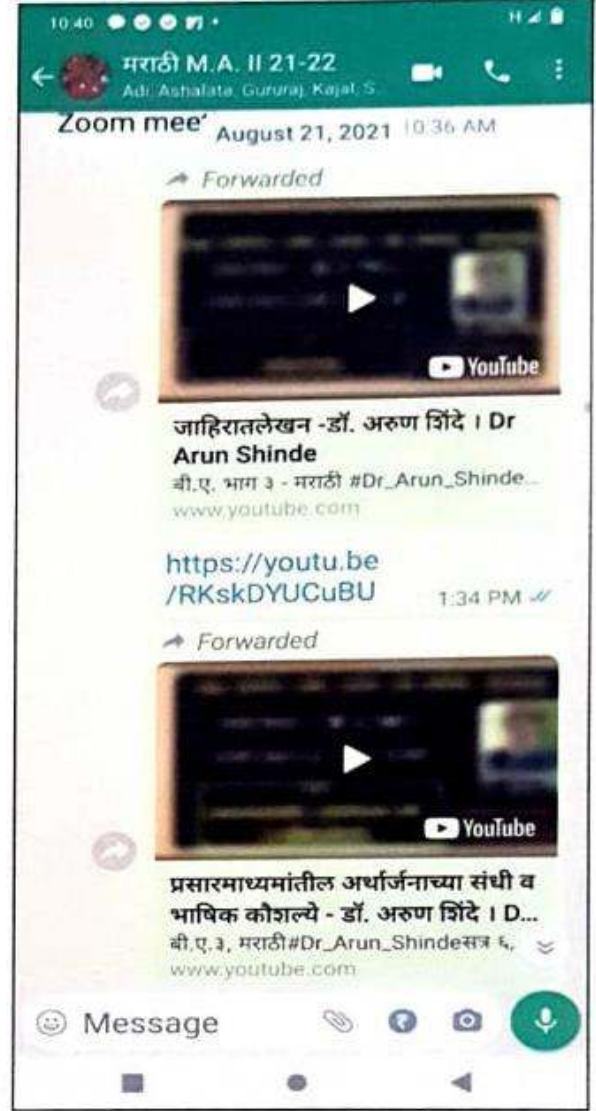 10:40
मराठी M.A. II 21-22
Adi, Ashalata, Gururaj, Kajal, S
Zoom mee
August 21, 2021 10:36 AM
Forwarded
YouTube
जाहिरातलेखन -डॉ. अरुण शिंदे । Dr
Arun Shinde
बी.ए. भाग ३ - मराठी #Dr_Arun_Shinde...
www.youtube.com
https://youtu.be
/RKskDYUCuBU 1:34 PM
Forwarded
YouTube
प्रसारमाध्यमांतील अर्थार्जनाच्या संधी व
भाषिक कौशल्ये - डॉ. अरुण शिंदे । D...
बी.ए.३, मराठी#Dr_Arun_Shindeसत्र ६,
www.youtube.com
Message